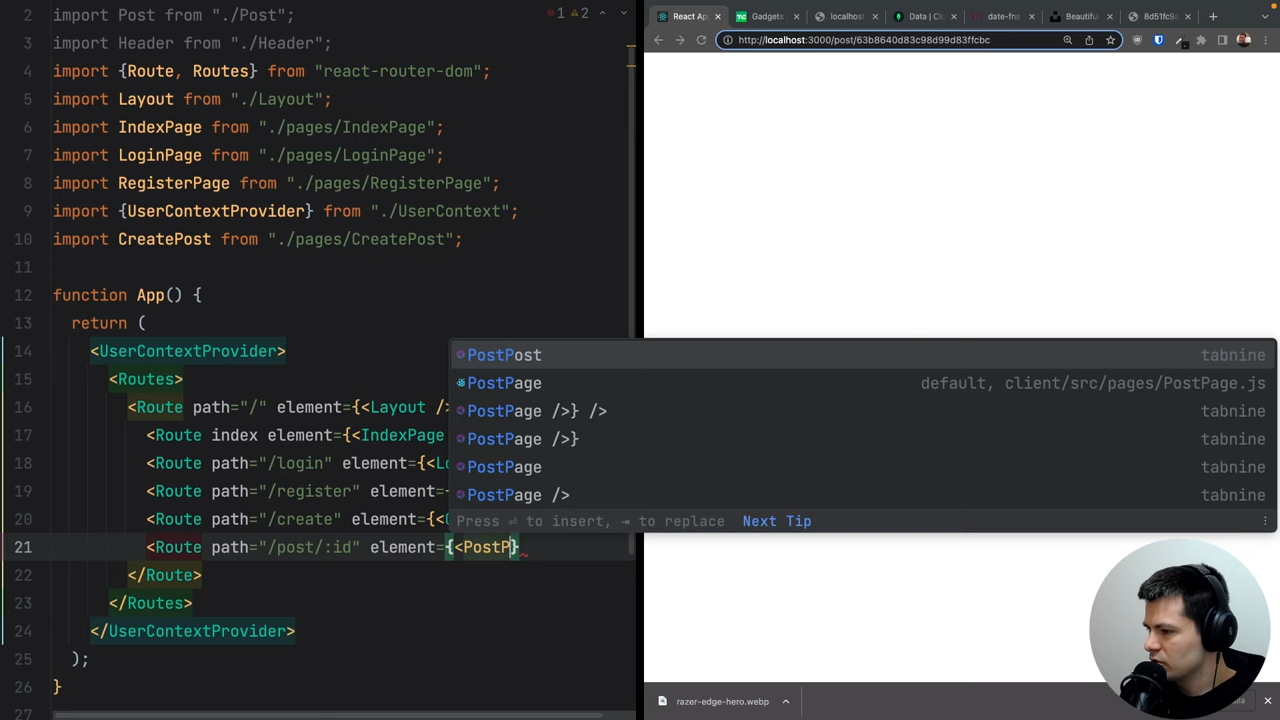 2 import Post from "./Post";
1 2
3 import Header from "./Header";
4 import {Route, Routes} from "react-router-dom";
5 import Layout from "./Layout";
6 import IndexPage from "./pages/IndexPage";
7 import LoginPage from "./pages/LoginPage";
8 import RegisterPage from "./pages/RegisterPage";
9 import {UserContextProvider} from "./UserContext";
10 import CreatePost from "./pages/CreatePost";
11
12 function App() {
13 return (
14 <UserContextProvider>
15 <Routes>
16 <Route path="/" element={<Layout />
17 <Route index element={<IndexPage
18 <Route path="/login" element={<Lo
19 <Route path="/register" element=
20 <Route path="/create" element={<
21 <Route path="/post/:id" element={<PostP}
22 </Route>
23 </Routes>
24 </UserContextProvider>
25 );
26 }
27
PostPost tabnine
PostPage default, client/src/pages/PostPage.js
PostPage />} /> tabnine
PostPage />} tabnine
PostPage tabnine
PostPage /> tabnine
Press ⏎ to insert, ⇥ to replace Next Tip
React App
Gadgets
localhost
Data | Clo
date-fns
Beautiful
8d51fc9a
http://localhost:3000/post/63b8640d83c98d99d83ffcbc
razer-edge-hero.webp